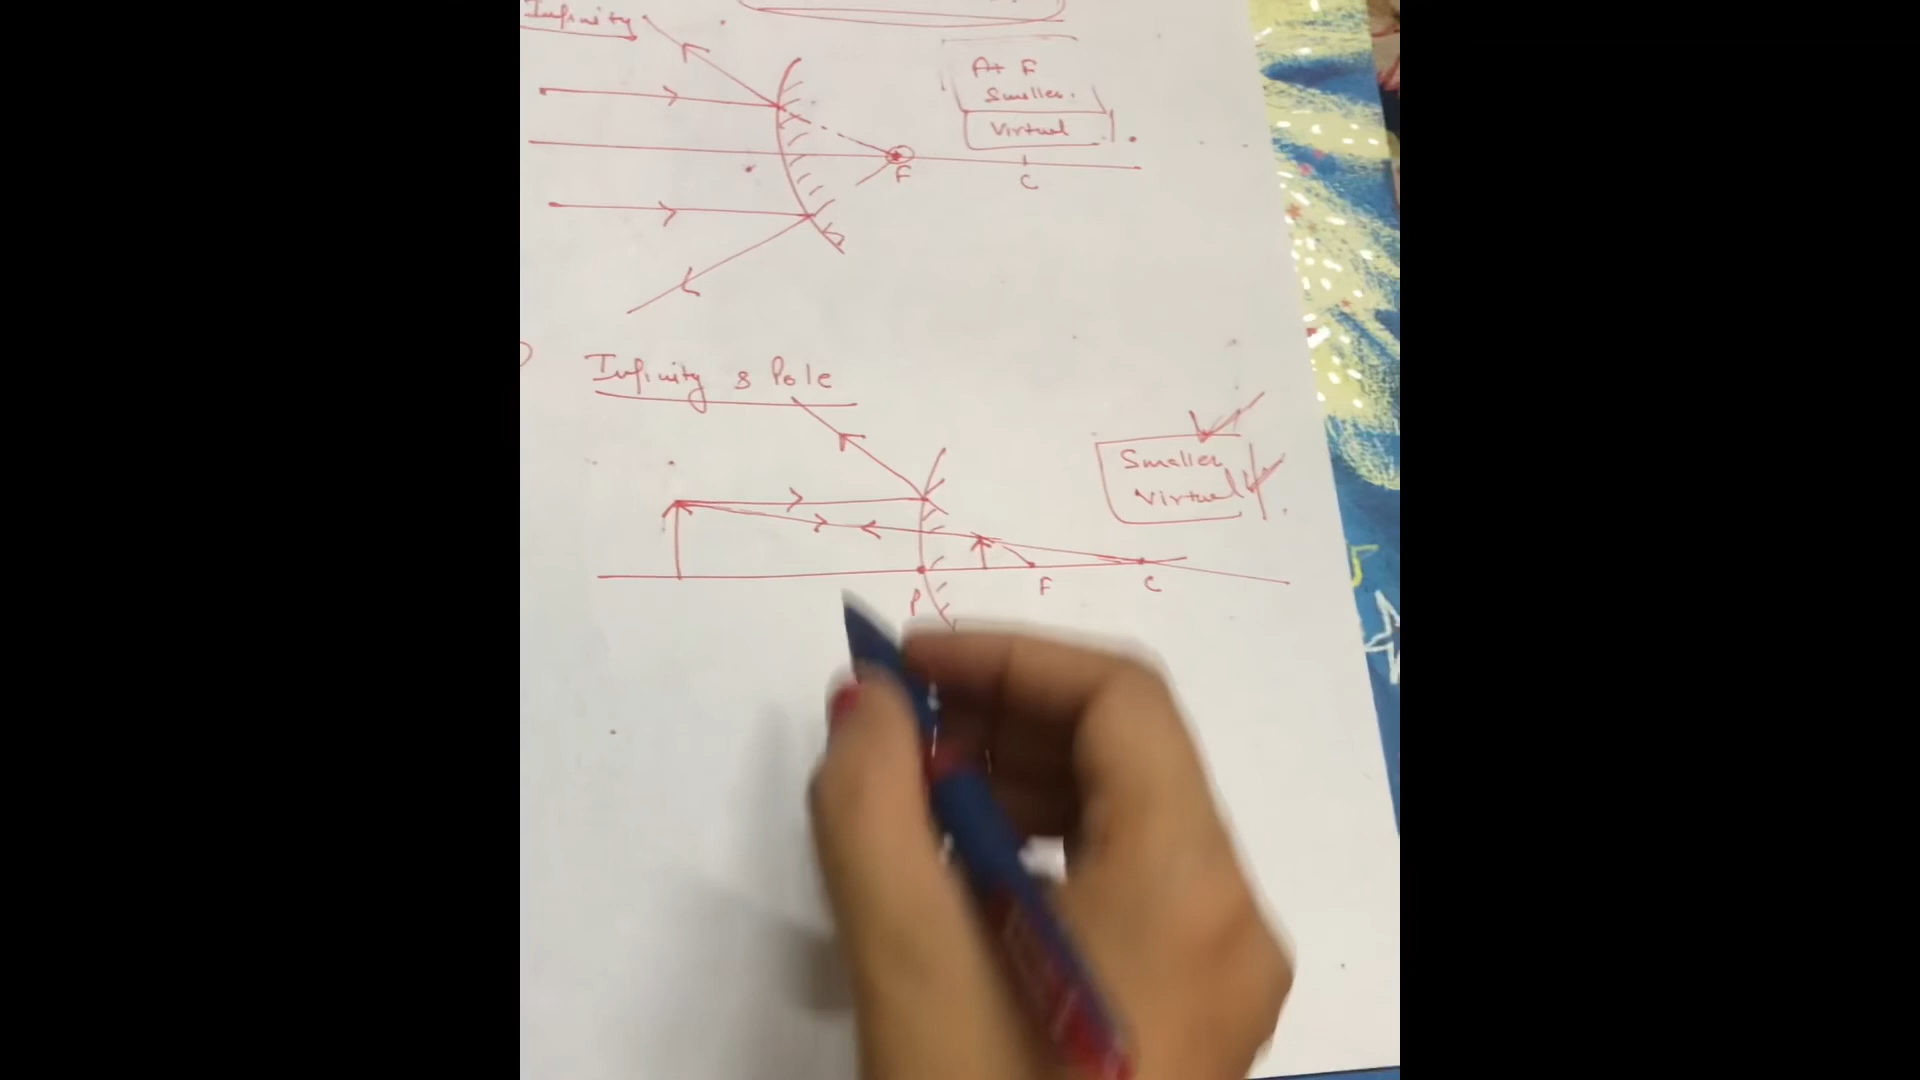 Infinity
At F
Smaller.
Virtual
F
C
Infinity & Pole
Smaller
Virtual
P
F
C